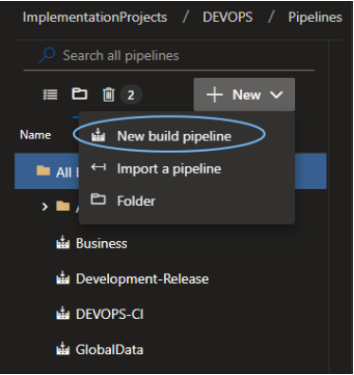 ImplementationProjects / DEVOPS / Pipelines
Search all pipelines
2 + New
Name
New build pipeline
All
Import a pipeline
Folder
Business
Development-Release
DEVOPS-CI
GlobalData